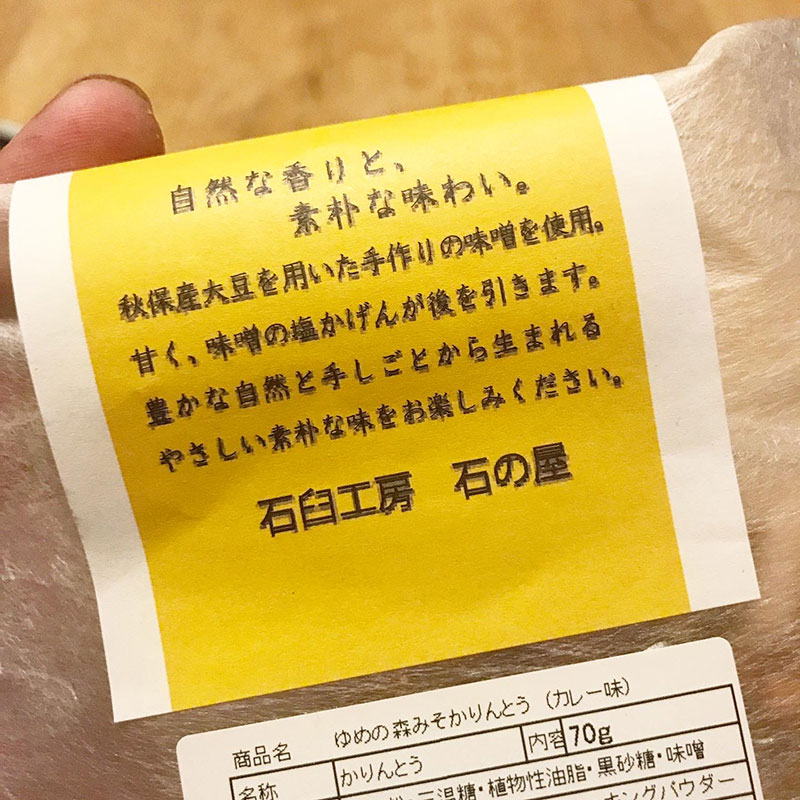 自然な香りと、
素朴な味わい。
秋保産大豆を用いた手作りの味噌を使用。
甘く、味噌の塩かげんが後を引きます。
豊かな自然と手しごとから生まれる
やさしい素朴な味をお楽しみください。
石臼工房 石の屋
商品名 ゆめの森みそかりんとう (カレー味)
名称 かりんとう 内容 70g
三温糖・植物性油脂・黒砂糖・味噌
キングパウダー